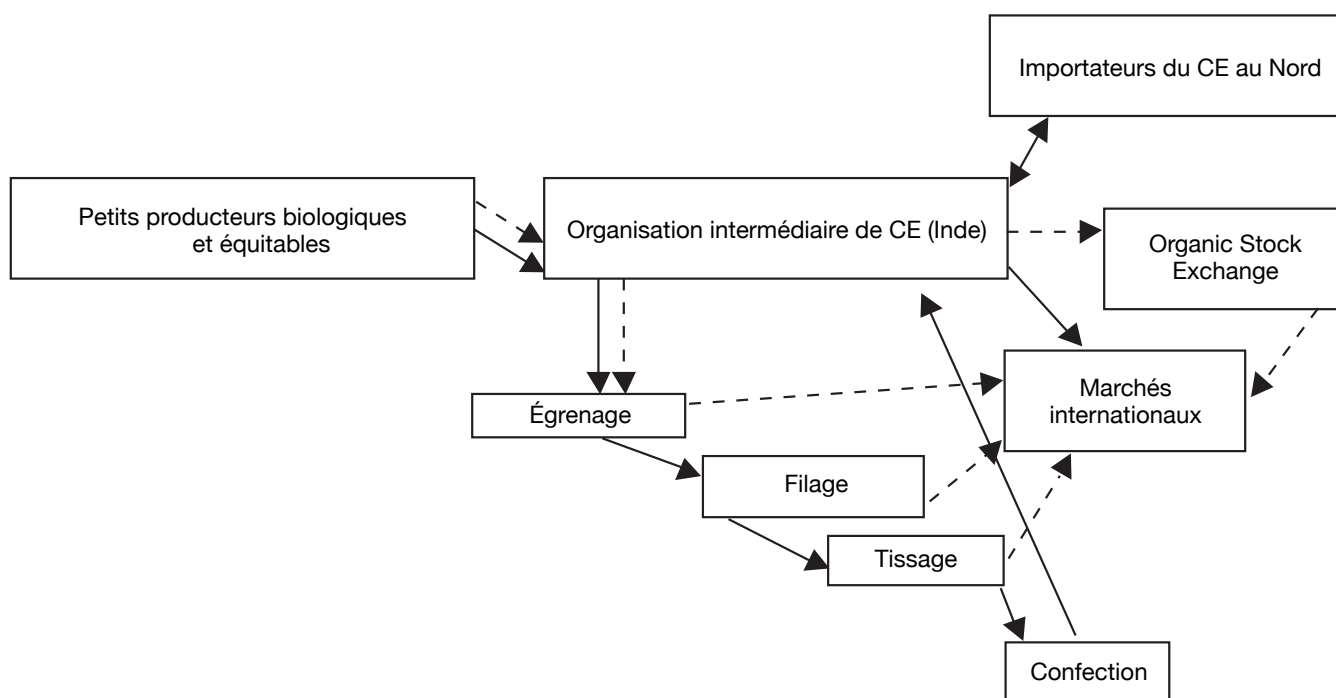 Importateurs du CE au Nord
Petits producteurs biologiques
et équitables
Organisation intermédiaire de CE (Inde)
Organic Stock
Exchange
Marchés
internationaux
Égrenage
Filage
Tissage
Confection